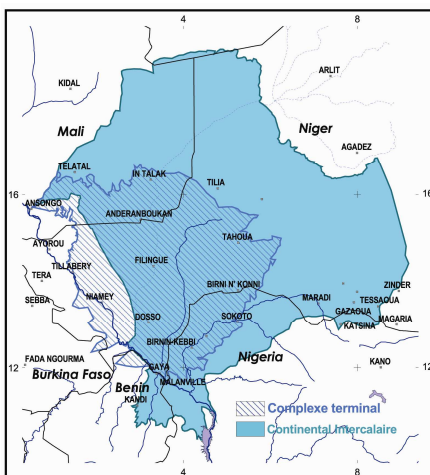 4 8
KIDAL
ARLIT
Mali
Niger
AGADEZ
TELATAL
IN TALAK
TILIA
16 16
ANSONGO
ANDERANBOUKAN
AYOROU
TAHOUA
TILLABERY
FILINGUE
TERA
BIRNI N' KONNI
ZINDER
NIAMEY
MARADI
TESSAOUA
SEBBA
GAZAOUA
DOSSO
SOKOTO
MAGARIA
KATSINA
BIRNIN-KEBBI
FADA NGOURMA
Nigeria
GAYA
KANO
12 12
Burkina Faso
MALANVILLE
Benin
KANDI
Complexe terminal
Continental Intercalaire
4 8